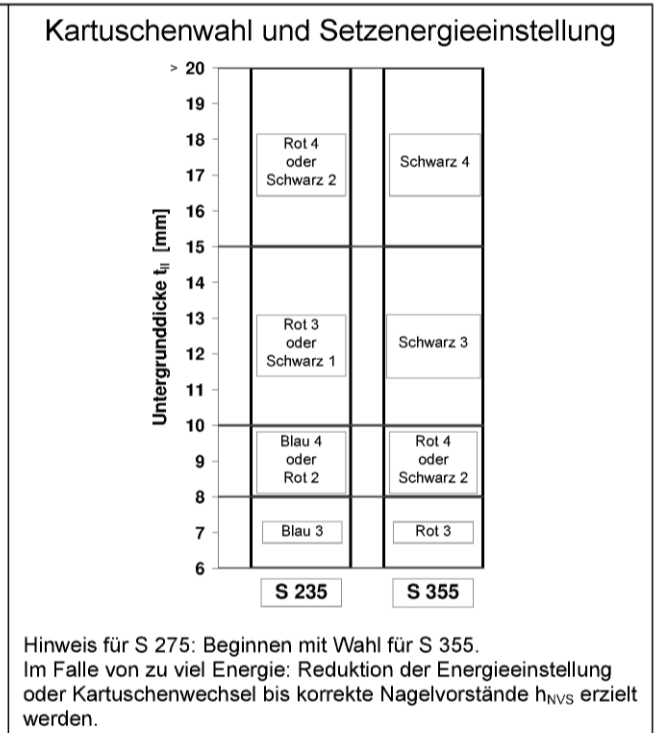 Kartuschenwahl und Setzenergieeinstellung
> 20
19
18
17
16
15
14
13
12
11
10
9
8
7
6
Untergrunddicke t_II [mm]
Rot 4
oder
Schwarz 2
Schwarz 4
Rot 3
oder
Schwarz 1
Schwarz 3
Blau 4
oder
Rot 2
Rot 4
oder
Schwarz 2
Blau 3
Rot 3
S 235
S 355
Hinweis für S 275: Beginnen mit Wahl für S 355.
Im Falle von zu viel Energie: Reduktion der Energieeinstellung
oder Kartuschenwechsel bis korrekte Nagelvorstände h_NVS erzielt
werden.